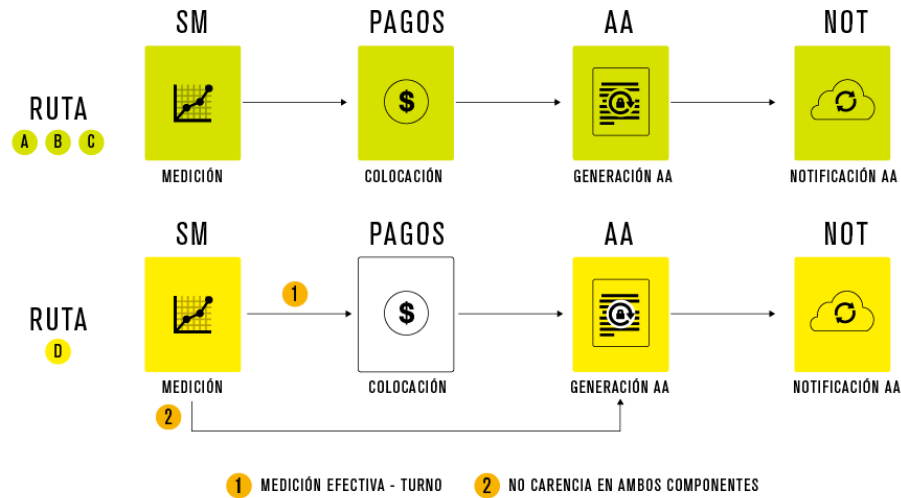 SM PAGOS AA NOT
RUTA
A B C
$
MEDICIÓN COLOCACIÓN GENERACIÓN AA NOTIFICACIÓN AA
SM PAGOS AA NOT
1
RUTA
D
$
MEDICIÓN COLOCACIÓN GENERACIÓN AA NOTIFICACIÓN AA
2
1 MEDICIÓN EFECTIVA - TURNO 2 NO CARENCIA EN AMBOS COMPONENTES